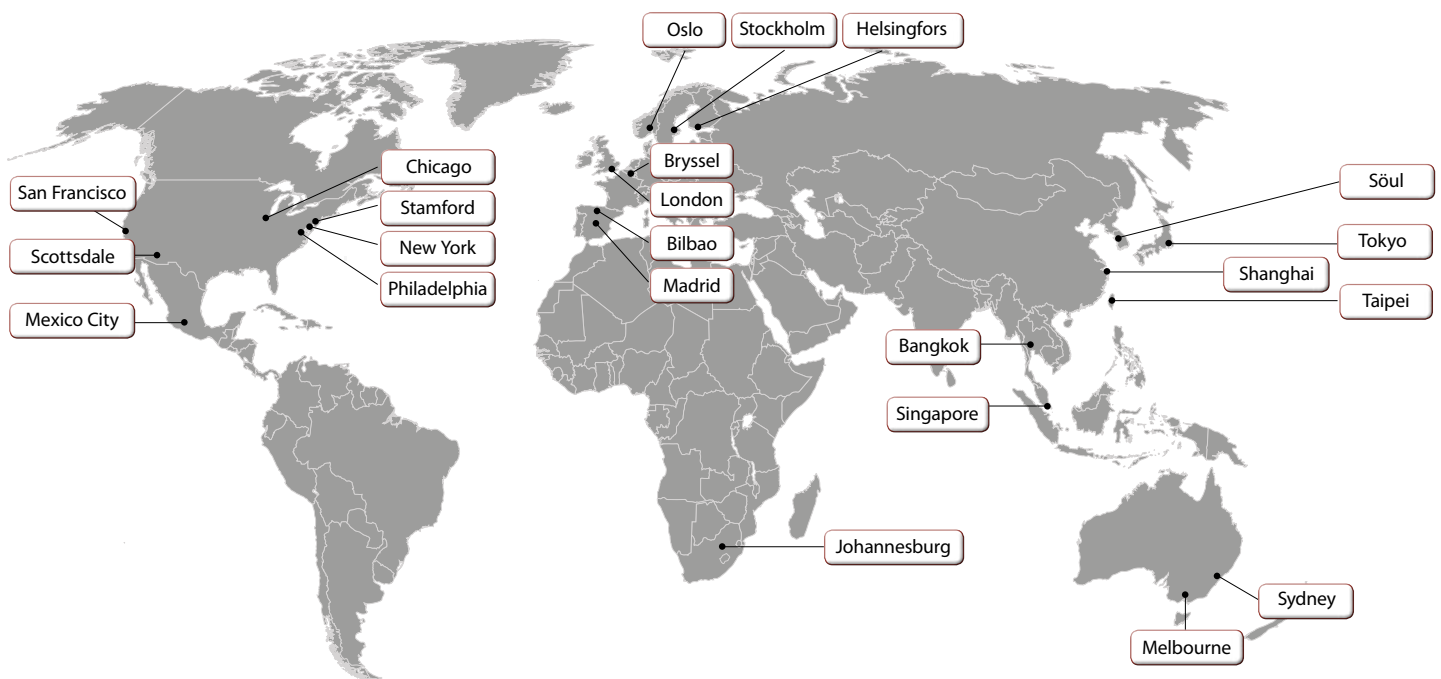 Oslo
Stockholm
Helsingfors
Chicago
Bryssel
San Francisco
Söul
Stamford
London
Scottsdale
New York
Bilbao
Tokyo
Shanghai
Philadelphia
Madrid
Taipei
Mexico City
Bangkok
Singapore
Johannesburg
Sydney
Melbourne